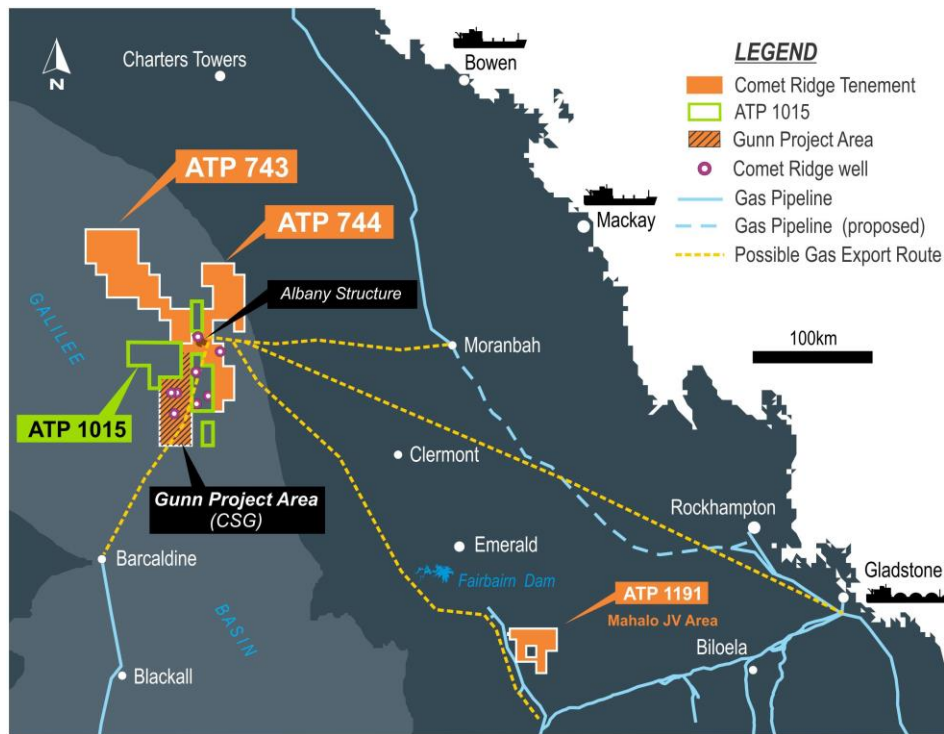 N
Charters Towers
Bowen
LEGEND
Comet Ridge Tenement
ATP 1015
Gunn Project Area
Comet Ridge well
Gas Pipeline
Gas Pipeline (proposed)
Possible Gas Export Route
ATP 743
ATP 744
Mackay
Albany Structure
GALILEE
Moranbah
100km
ATP 1015
Clermont
Gunn Project Area
(CSG)
Rockhampton
Barcaldine
Emerald
Fairbairn Dam
Gladstone
ATP 1191
Mahalo JV Area
BASIN
Biloela
Blackall